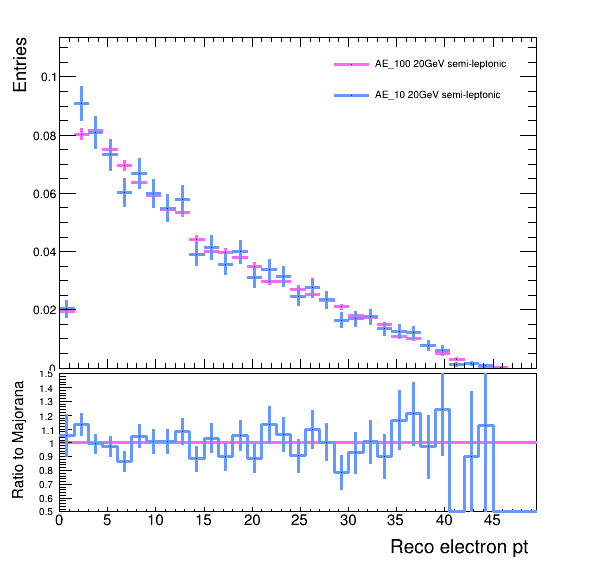 Entries
AE_100 20GeV semi-leptonic
AE_10 20GeV semi-leptonic
0.1
0.08
0.06
0.04
0.02
0
Ratio to Majorana
1.5
1.4
1.3
1.2
1.1
1
0.9
0.8
0.7
0.6
0.5
0 5 10 15 20 25 30 35 40 45
Reco electron pt